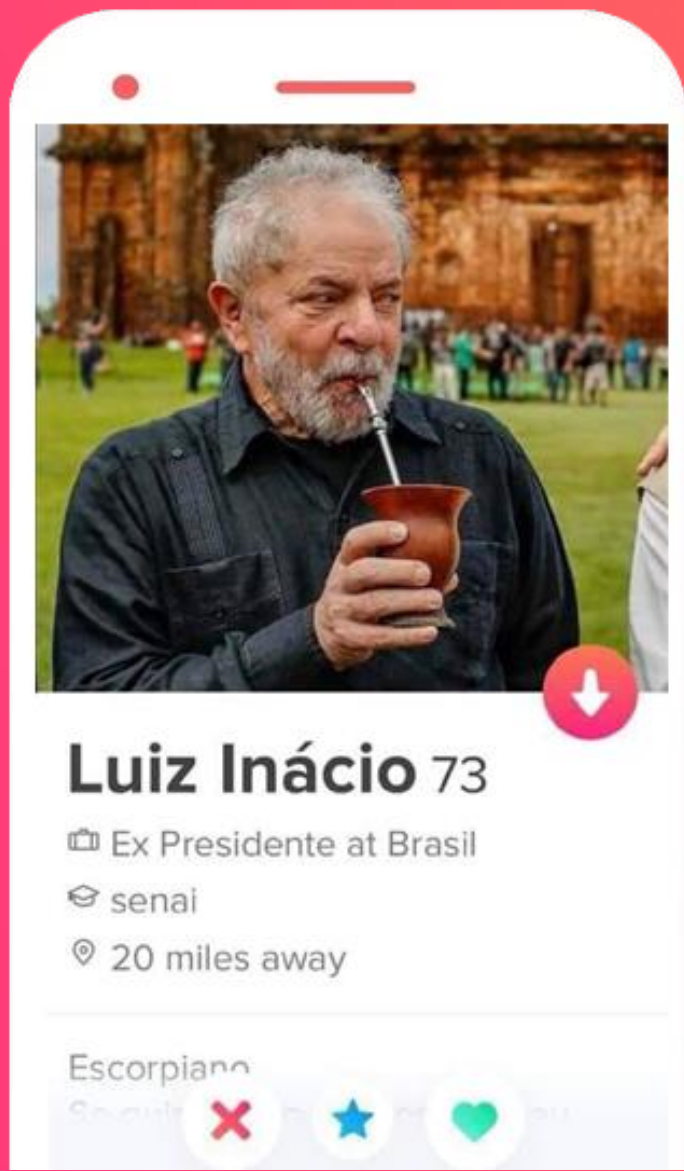 Luiz Inácio 73
Ex Presidente at Brasil
senai
20 miles away
Escorpiano